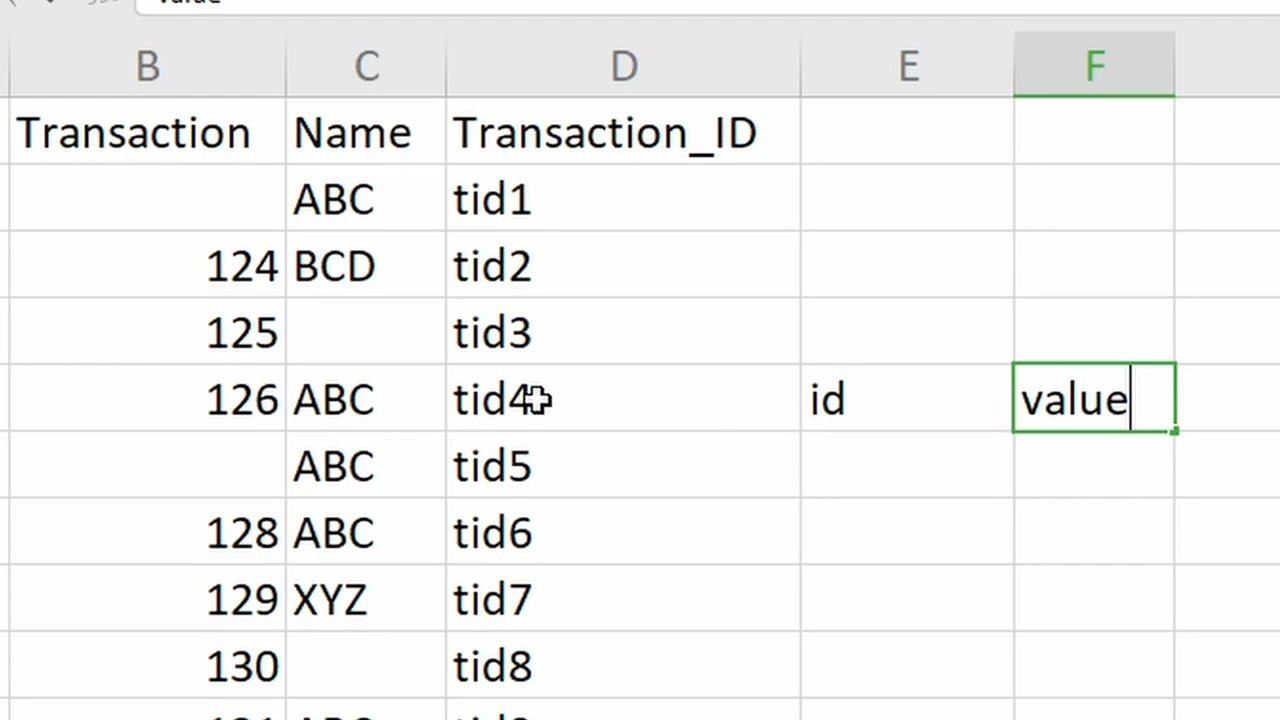 value
B C D E F
Transaction Name Transaction_ID
ABC tid1
124 BCD tid2
125 tid3
126 ABC tid4 id value
ABC tid5
128 ABC tid6
129 XYZ tid7
130 tid8